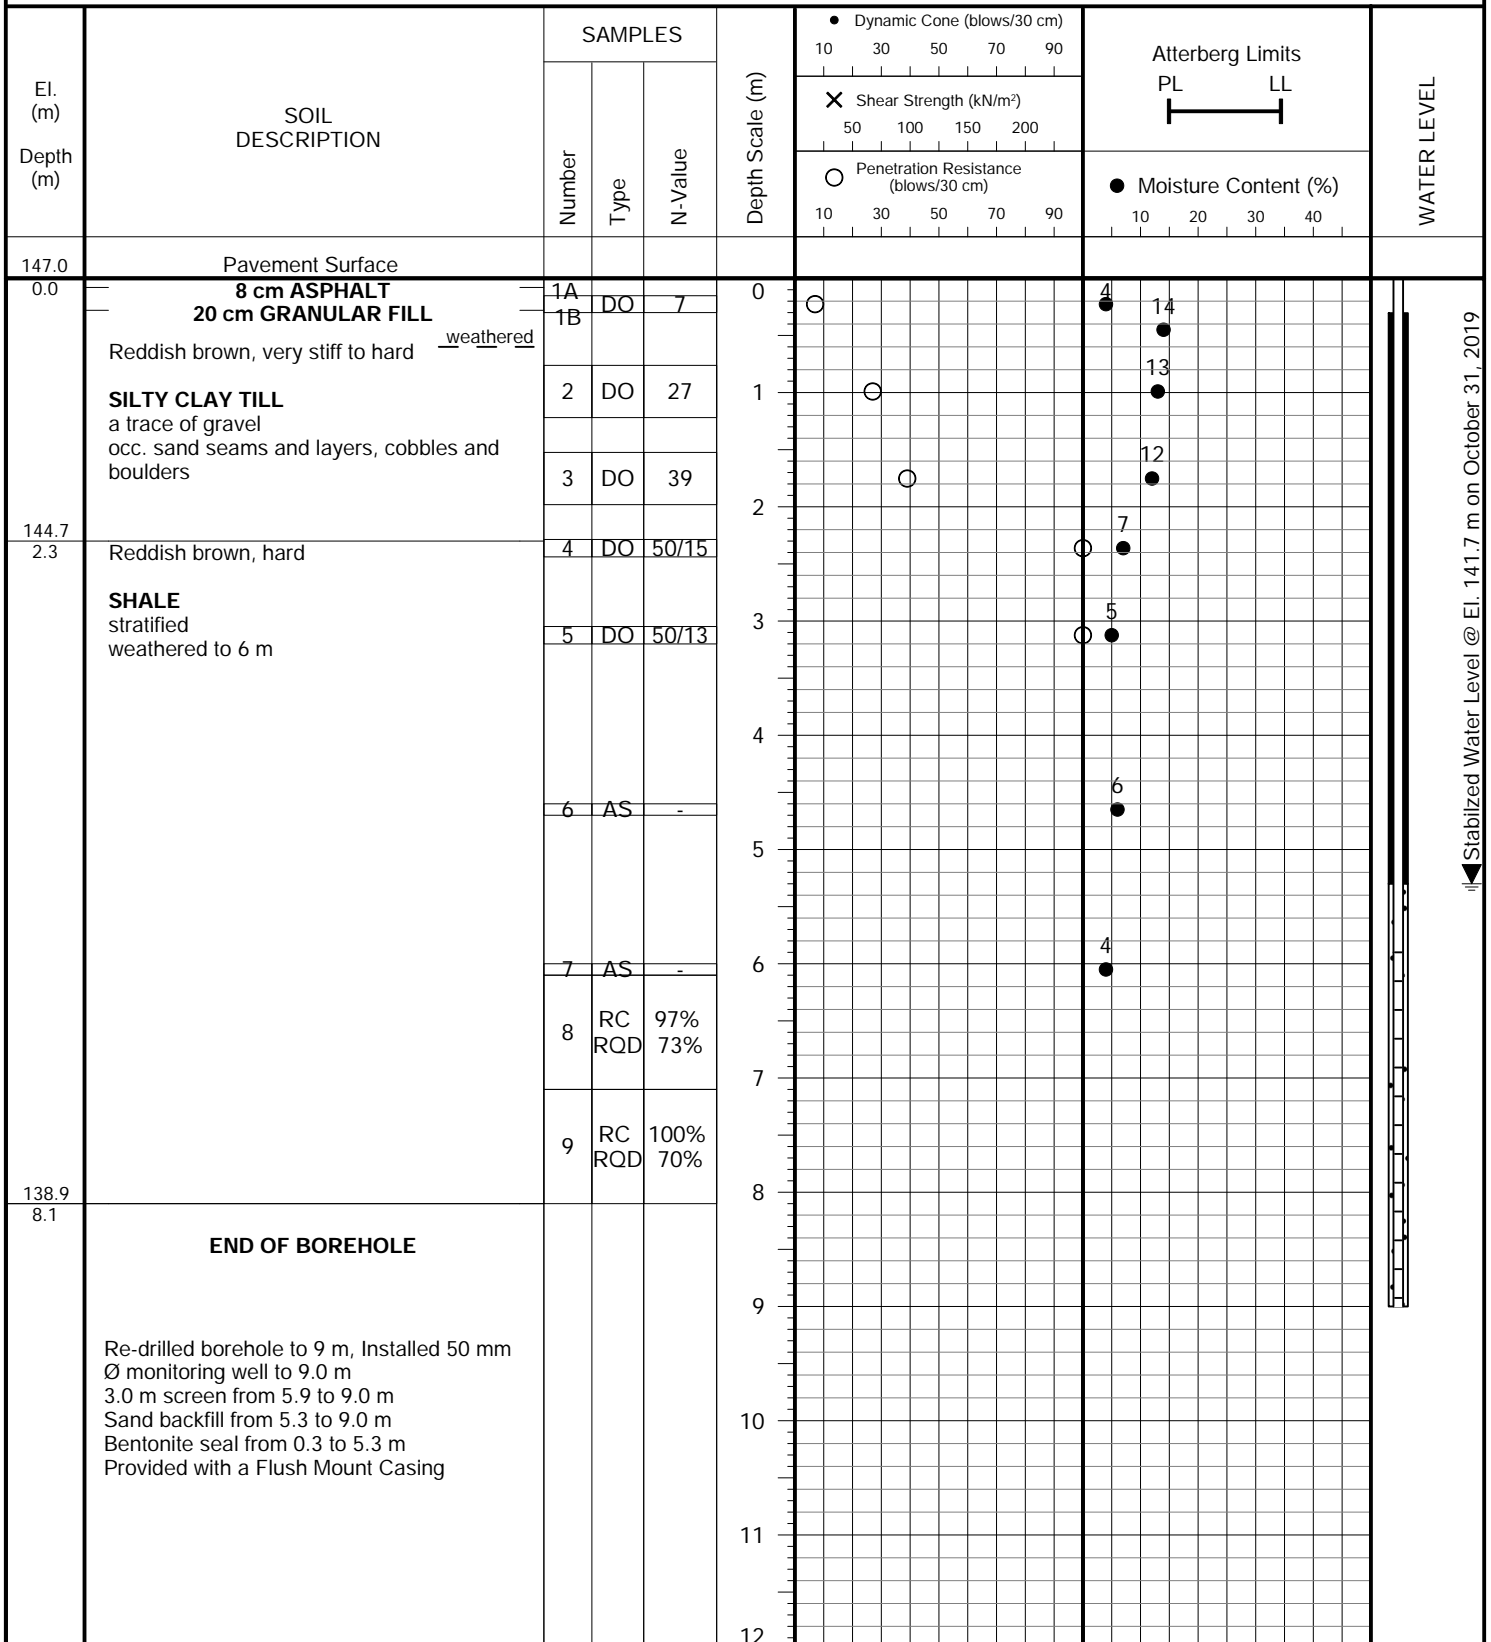 El.
(m)
Depth
(m)
SOIL
DESCRIPTION
SAMPLES
Number
Type
N-Value
Depth Scale (m)
Dynamic Cone (blows/30 cm)
10 30 50 70 90
Shear Strength (kN/m²)
50 100 150 200
Penetration Resistance
(blows/30 cm)
10 30 50 70 90
Atterberg Limits
PL LL
Moisture Content (%)
10 20 30 40
WATER LEVEL
147.0 Pavement Surface
0.0 8 cm ASPHALT 1A 0 4
20 cm GRANULAR FILL DO 7 14
1B
weathered
Reddish brown, very stiff to hard
13
SILTY CLAY TILL 2 DO 27 1
a trace of gravel
occ. sand seams and layers, cobbles and 12
boulders 3 DO 39
2
144.7 7
2.3 Reddish brown, hard 4 DO 50/15
SHALE 5
stratified 3
weathered to 6 m 5 DO 50/13
4
6
6 AS -
5
4
7 AS - 6
8 RC 97%
RQD 73%
7
9 RC 100%
RQD 70%
138.9 8
8.1
END OF BOREHOLE
9
Re-drilled borehole to 9 m, Installed 50 mm
Ø monitoring well to 9.0 m
3.0 m screen from 5.9 to 9.0 m
Sand backfill from 5.3 to 9.0 m 10
Bentonite seal from 0.3 to 5.3 m
Provided with a Flush Mount Casing
11
12
Stabilzed Water Level @ El. 141.7 m on October 31, 2019